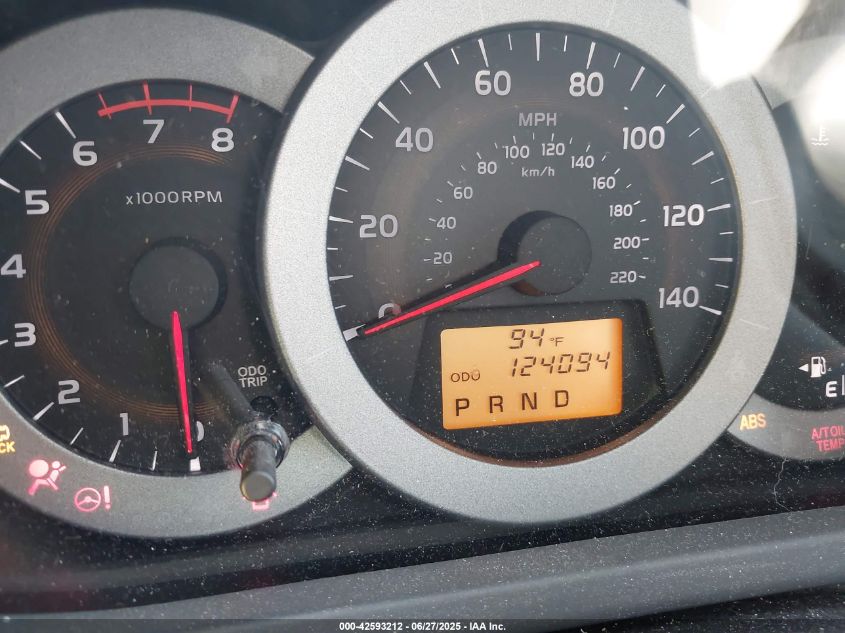 8
7
6
5
4
3
2
1
0
x1000RPM
ODO
TRIP
MPH
km/h
0
20
40
60
80
100
120
140
20
40
60
80
100
120
140
160
180
200
220
94°F
ODO 124094
P R N D
ABS
A/T OIL
TEMP
E
CK
000-42593212 - 06/27/2025 - IAA Inc.